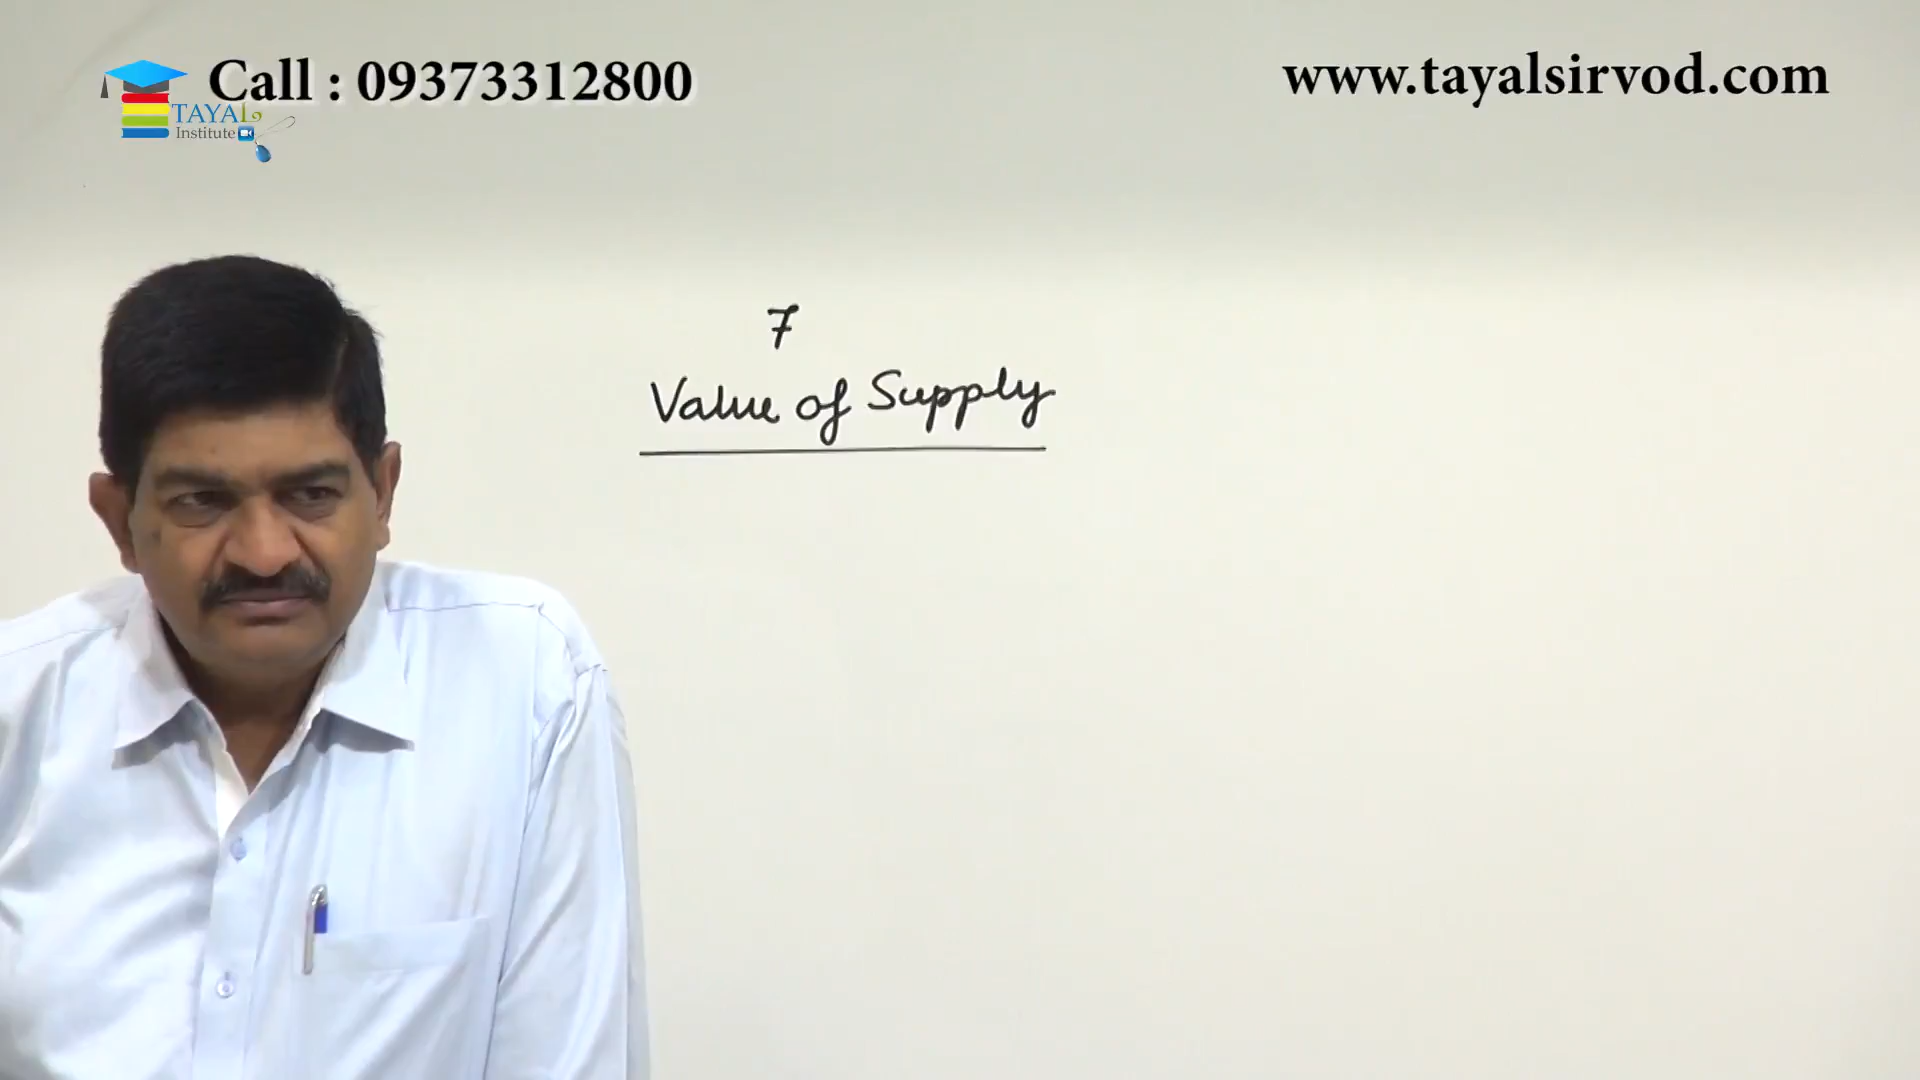 Call : 09373312800
www.tayalsirvod.com
TAYAL
Institute
7
Value of Supply